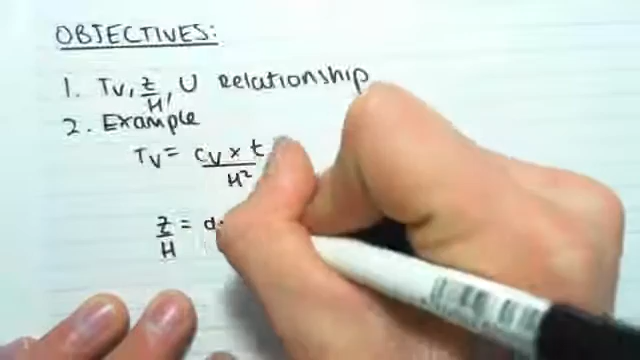 OBJECTIVES:
1. Tv, z/H, U Relationship
2. Example
Tv = cv × t / H²
z/H = d